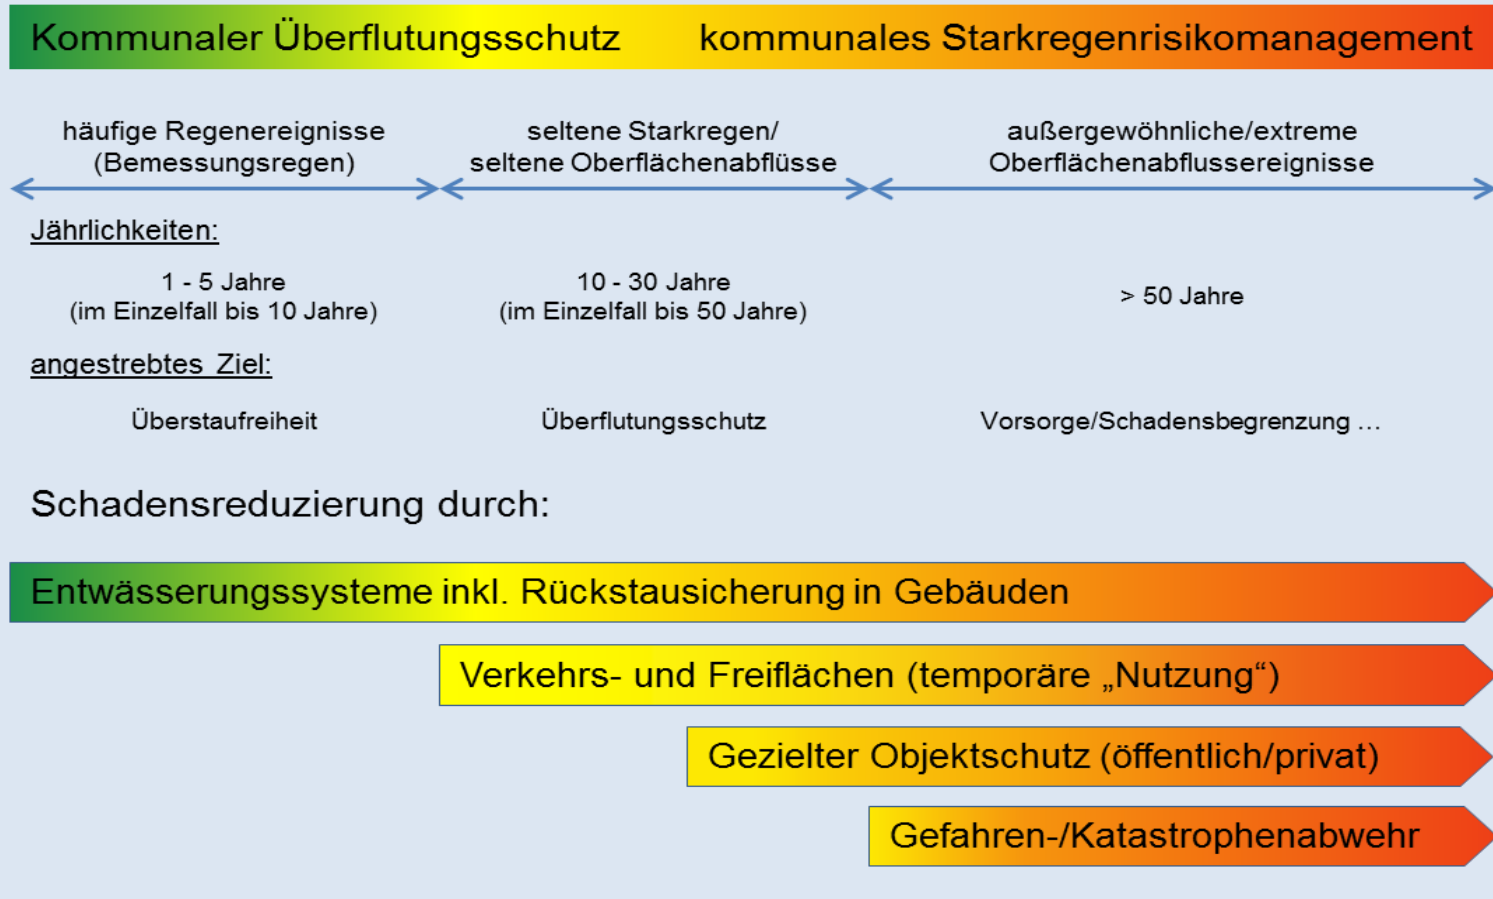 Kommunaler Überflutungsschutz kommunales Starkregenrisikomanagement
häufige Regenereignisse
(Bemessungsregen)
seltene Starkregen/
seltene Oberflächenabflüsse
außergewöhnliche/extreme
Oberflächenabflussereignisse
Jährlichkeiten:
1 - 5 Jahre
(im Einzelfall bis 10 Jahre)
10 - 30 Jahre
(im Einzelfall bis 50 Jahre)
> 50 Jahre
angestrebtes Ziel:
Überstaufreiheit
Überflutungsschutz
Vorsorge/Schadensbegrenzung …
Schadensreduzierung durch:
Entwässerungssysteme inkl. Rückstausicherung in Gebäuden
Verkehrs- und Freiflächen (temporäre „Nutzung“)
Gezielter Objektschutz (öffentlich/privat)
Gefahren-/Katastrophenabwehr